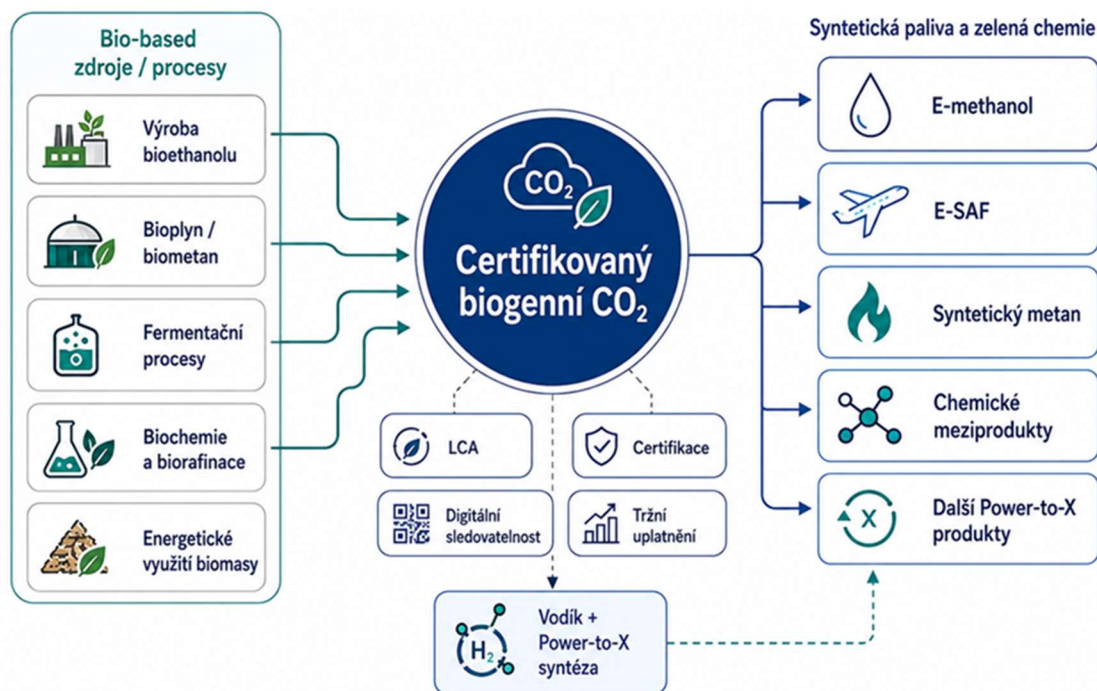 Bio-based
zdroje / procesy
Výroba
bioethanolu
Bioplyn /
biometan
Fermentační
procesy
Biochemie
a biorafinace
Energetické
využití biomasy
CO₂
Certifikovaný
biogenní CO₂
LCA
Certifikace
Digitální
sledovatelnost
Tržní
uplatnění
H₂
Vodík +
Power-to-X
syntéza
Syntetická paliva a zelená chemie
E-methanol
E-SAF
Syntetický metan
Chemické
meziprodukty
X
Další Power-to-X
produkty